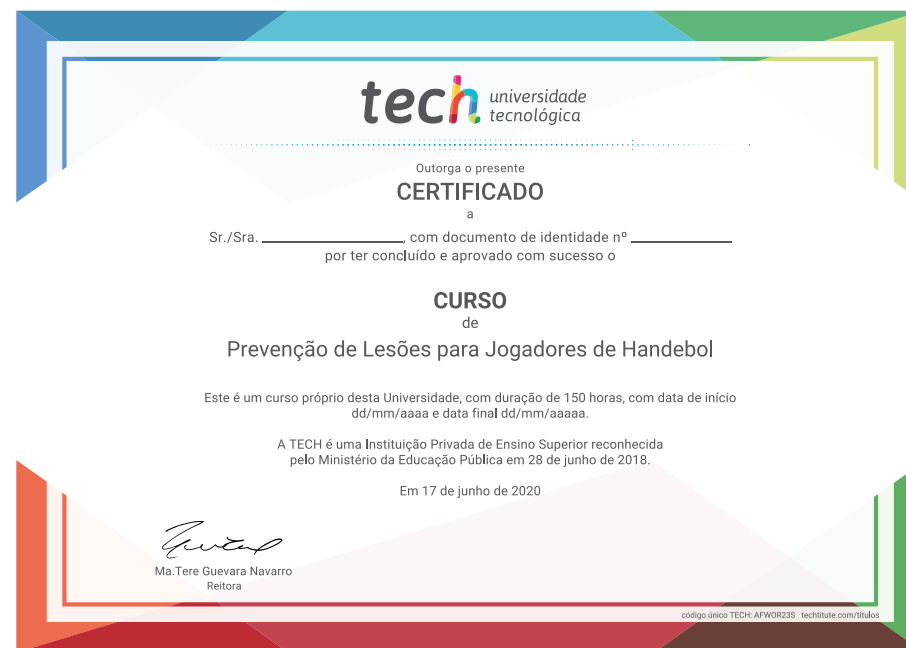 tech universidade
tecnológica
Outorga o presente
CERTIFICADO
a
Sr./Sra. ________________, com documento de identidade nº ____________
por ter concluído e aprovado com sucesso o
CURSO
de
Prevenção de Lesões para Jogadores de Handebol
Este é um curso próprio desta Universidade, com duração de 150 horas, com data de início
dd/mm/aaaa e data final dd/mm/aaaaa.
A TECH é uma Instituição Privada de Ensino Superior reconhecida
pelo Ministério da Educação Pública em 28 de junho de 2018.
Em 17 de junho de 2020
Ma.Tere Guevara Navarro
Reitora
código único TECH: AFWOR23S techtitute.com/títulos